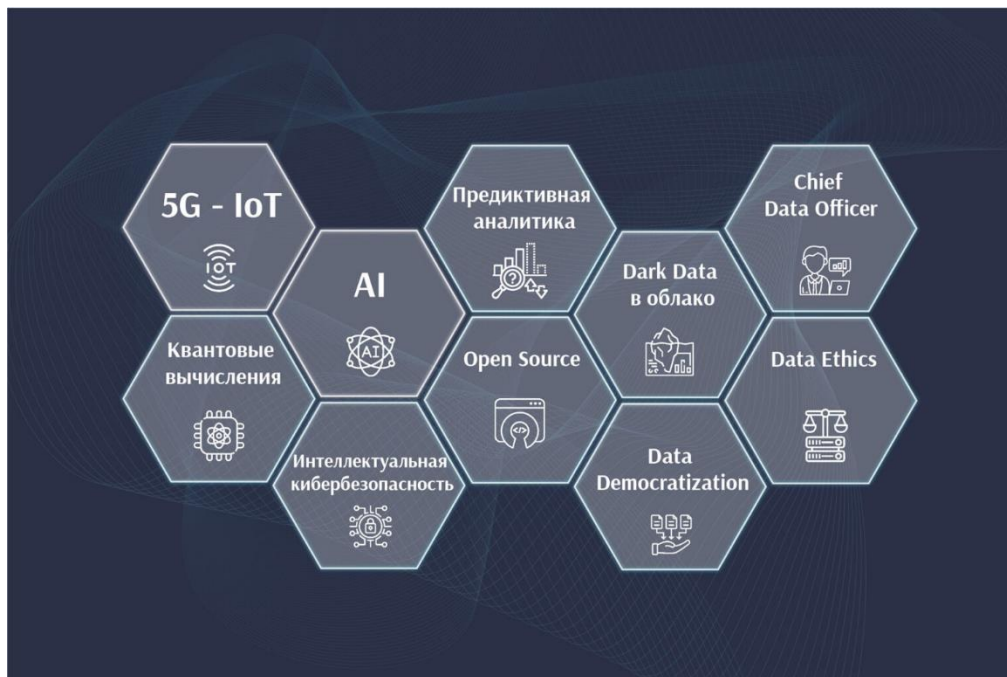 5G - IoT
IOT
AI
AI
Предиктивная
аналитика
Dark Data
в облако
Chief
Data Officer
Квантовые
вычисления
Open Source
</>
Data Ethics
Интеллектуальная
кибербезопасность
Data
Democratization